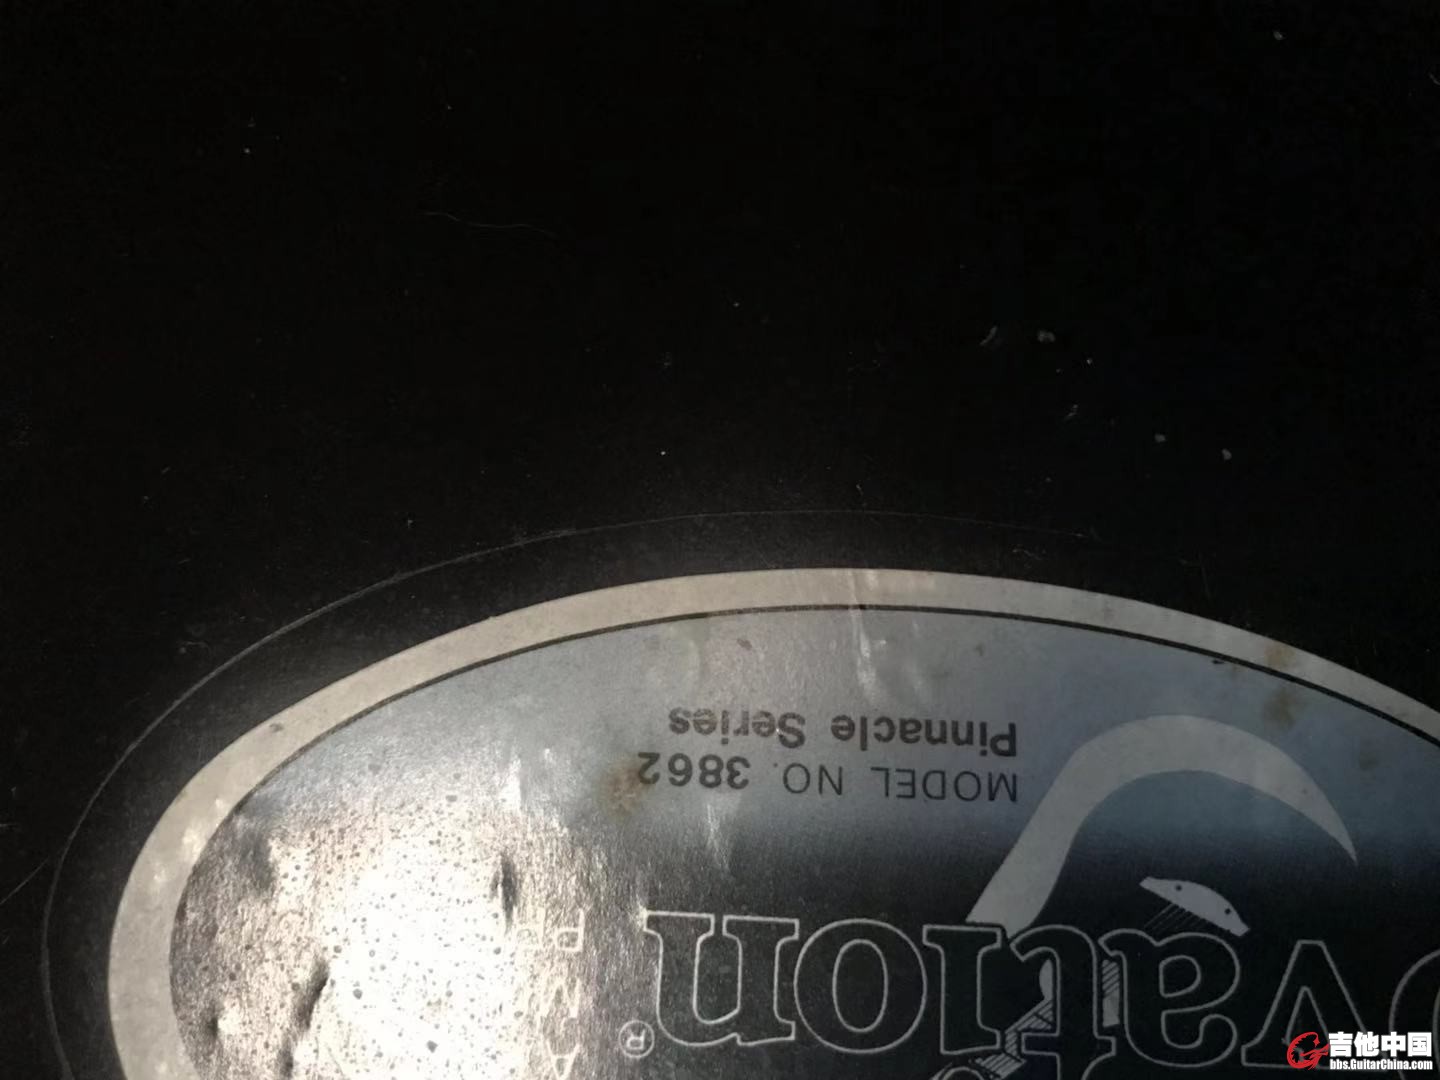 ovation®
MODEL NO. 3862
Pinnacle Series
吉他中国
bbs.GuitarChina.com